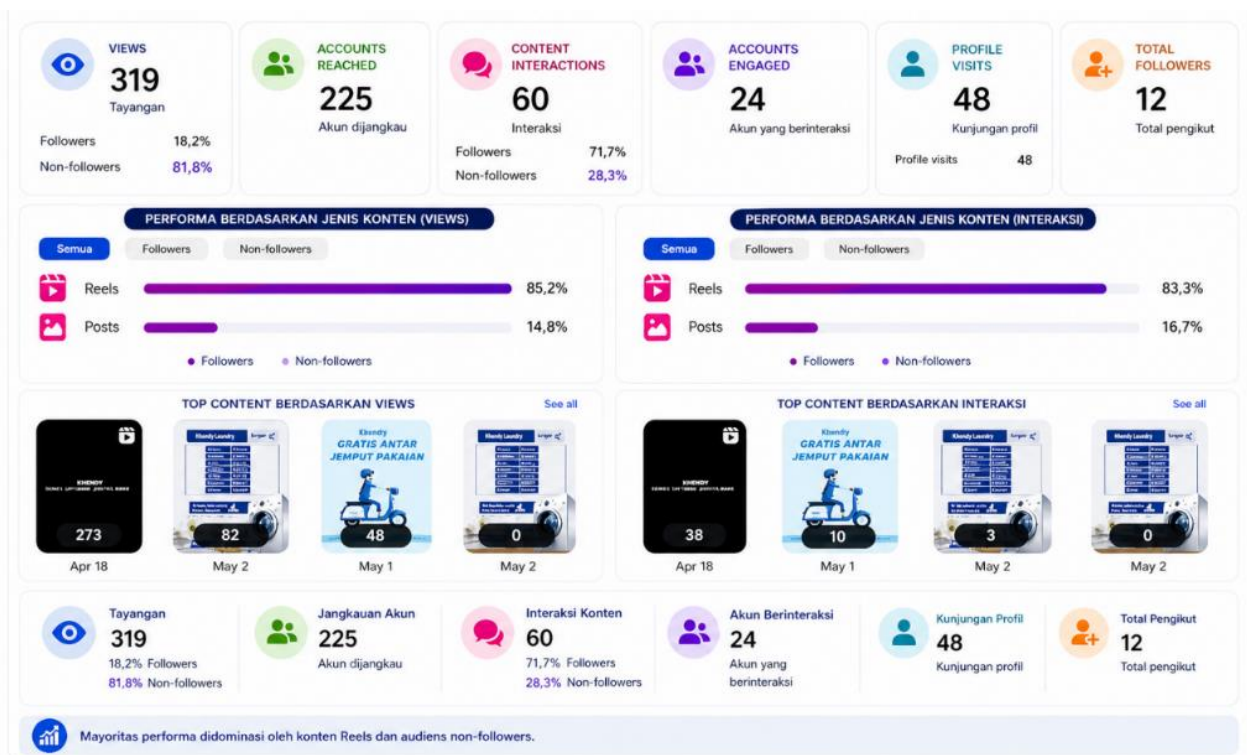 VIEWS
319
Tayangan
Followers 18,2%
Non-followers 81,8%
ACCOUNTS
REACHED
225
Akun dijangkau
CONTENT
INTERACTIONS
60
Interaksi
Followers 71,7%
Non-followers 28,3%
ACCOUNTS
ENGAGED
24
Akun yang berinteraksi
PROFILE
VISITS
48
Kunjungan profil
Profile visits 48
TOTAL
FOLLOWERS
12
Total pengikut
PERFORMA BERDASARKAN JENIS KONTEN (VIEWS)
Semua Followers Non-followers
Reels 85,2%
Posts 14,8%
Followers Non-followers
PERFORMA BERDASARKAN JENIS KONTEN (INTERAKSI)
Semua Followers Non-followers
Reels 83,3%
Posts 16,7%
Followers Non-followers
TOP CONTENT BERDASARKAN VIEWS See all
KHENDY
273
Apr 18
Khendy Laundry
82
May 2
Khendy
GRATIS ANTAR
JEMPUT PAKAIAN
48
May 1
Khendy Laundry
0
May 2
TOP CONTENT BERDASARKAN INTERAKSI See all
KHENDY
38
Apr 18
Khendy
GRATIS ANTAR
JEMPUT PAKAIAN
10
May 1
Khendy Laundry
3
May 2
Khendy Laundry
0
May 2
Tayangan
319
18,2% Followers
81,8% Non-followers
Jangkauan Akun
225
Akun dijangkau
Interaksi Konten
60
71,7% Followers
28,3% Non-followers
Akun Berinteraksi
24
Akun yang
berinteraksi
Kunjungan Profil
48
Kunjungan profil
Total Pengikut
12
Total pengikut
Mayoritas performa didominasi oleh konten Reels dan audiens non-followers.